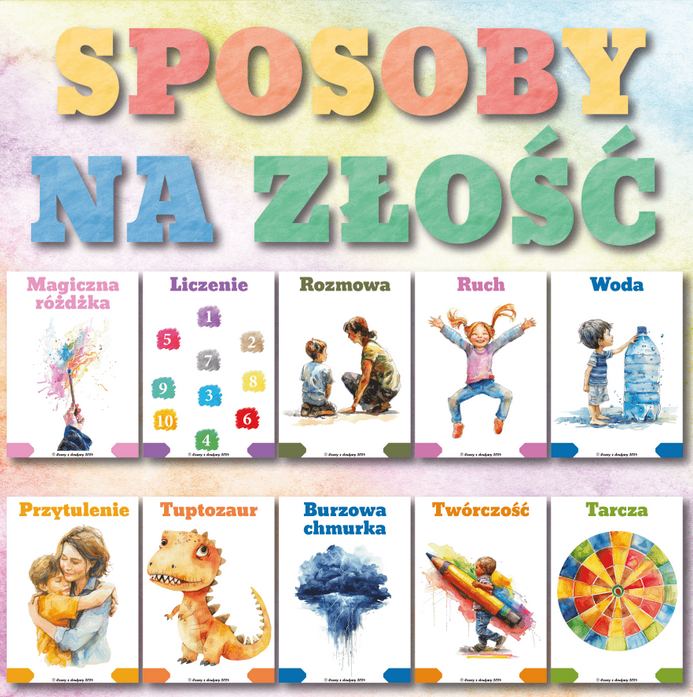 SPOSOBY
NA ZŁOŚĆ
Magiczna
różdżka
Liczenie
Rozmowa
Ruch
Woda
1
5
2
7
9
8
3
10
6
4
Przytulenie
Tuptozaur
Burzowa
chmurka
Twórczość
Tarcza